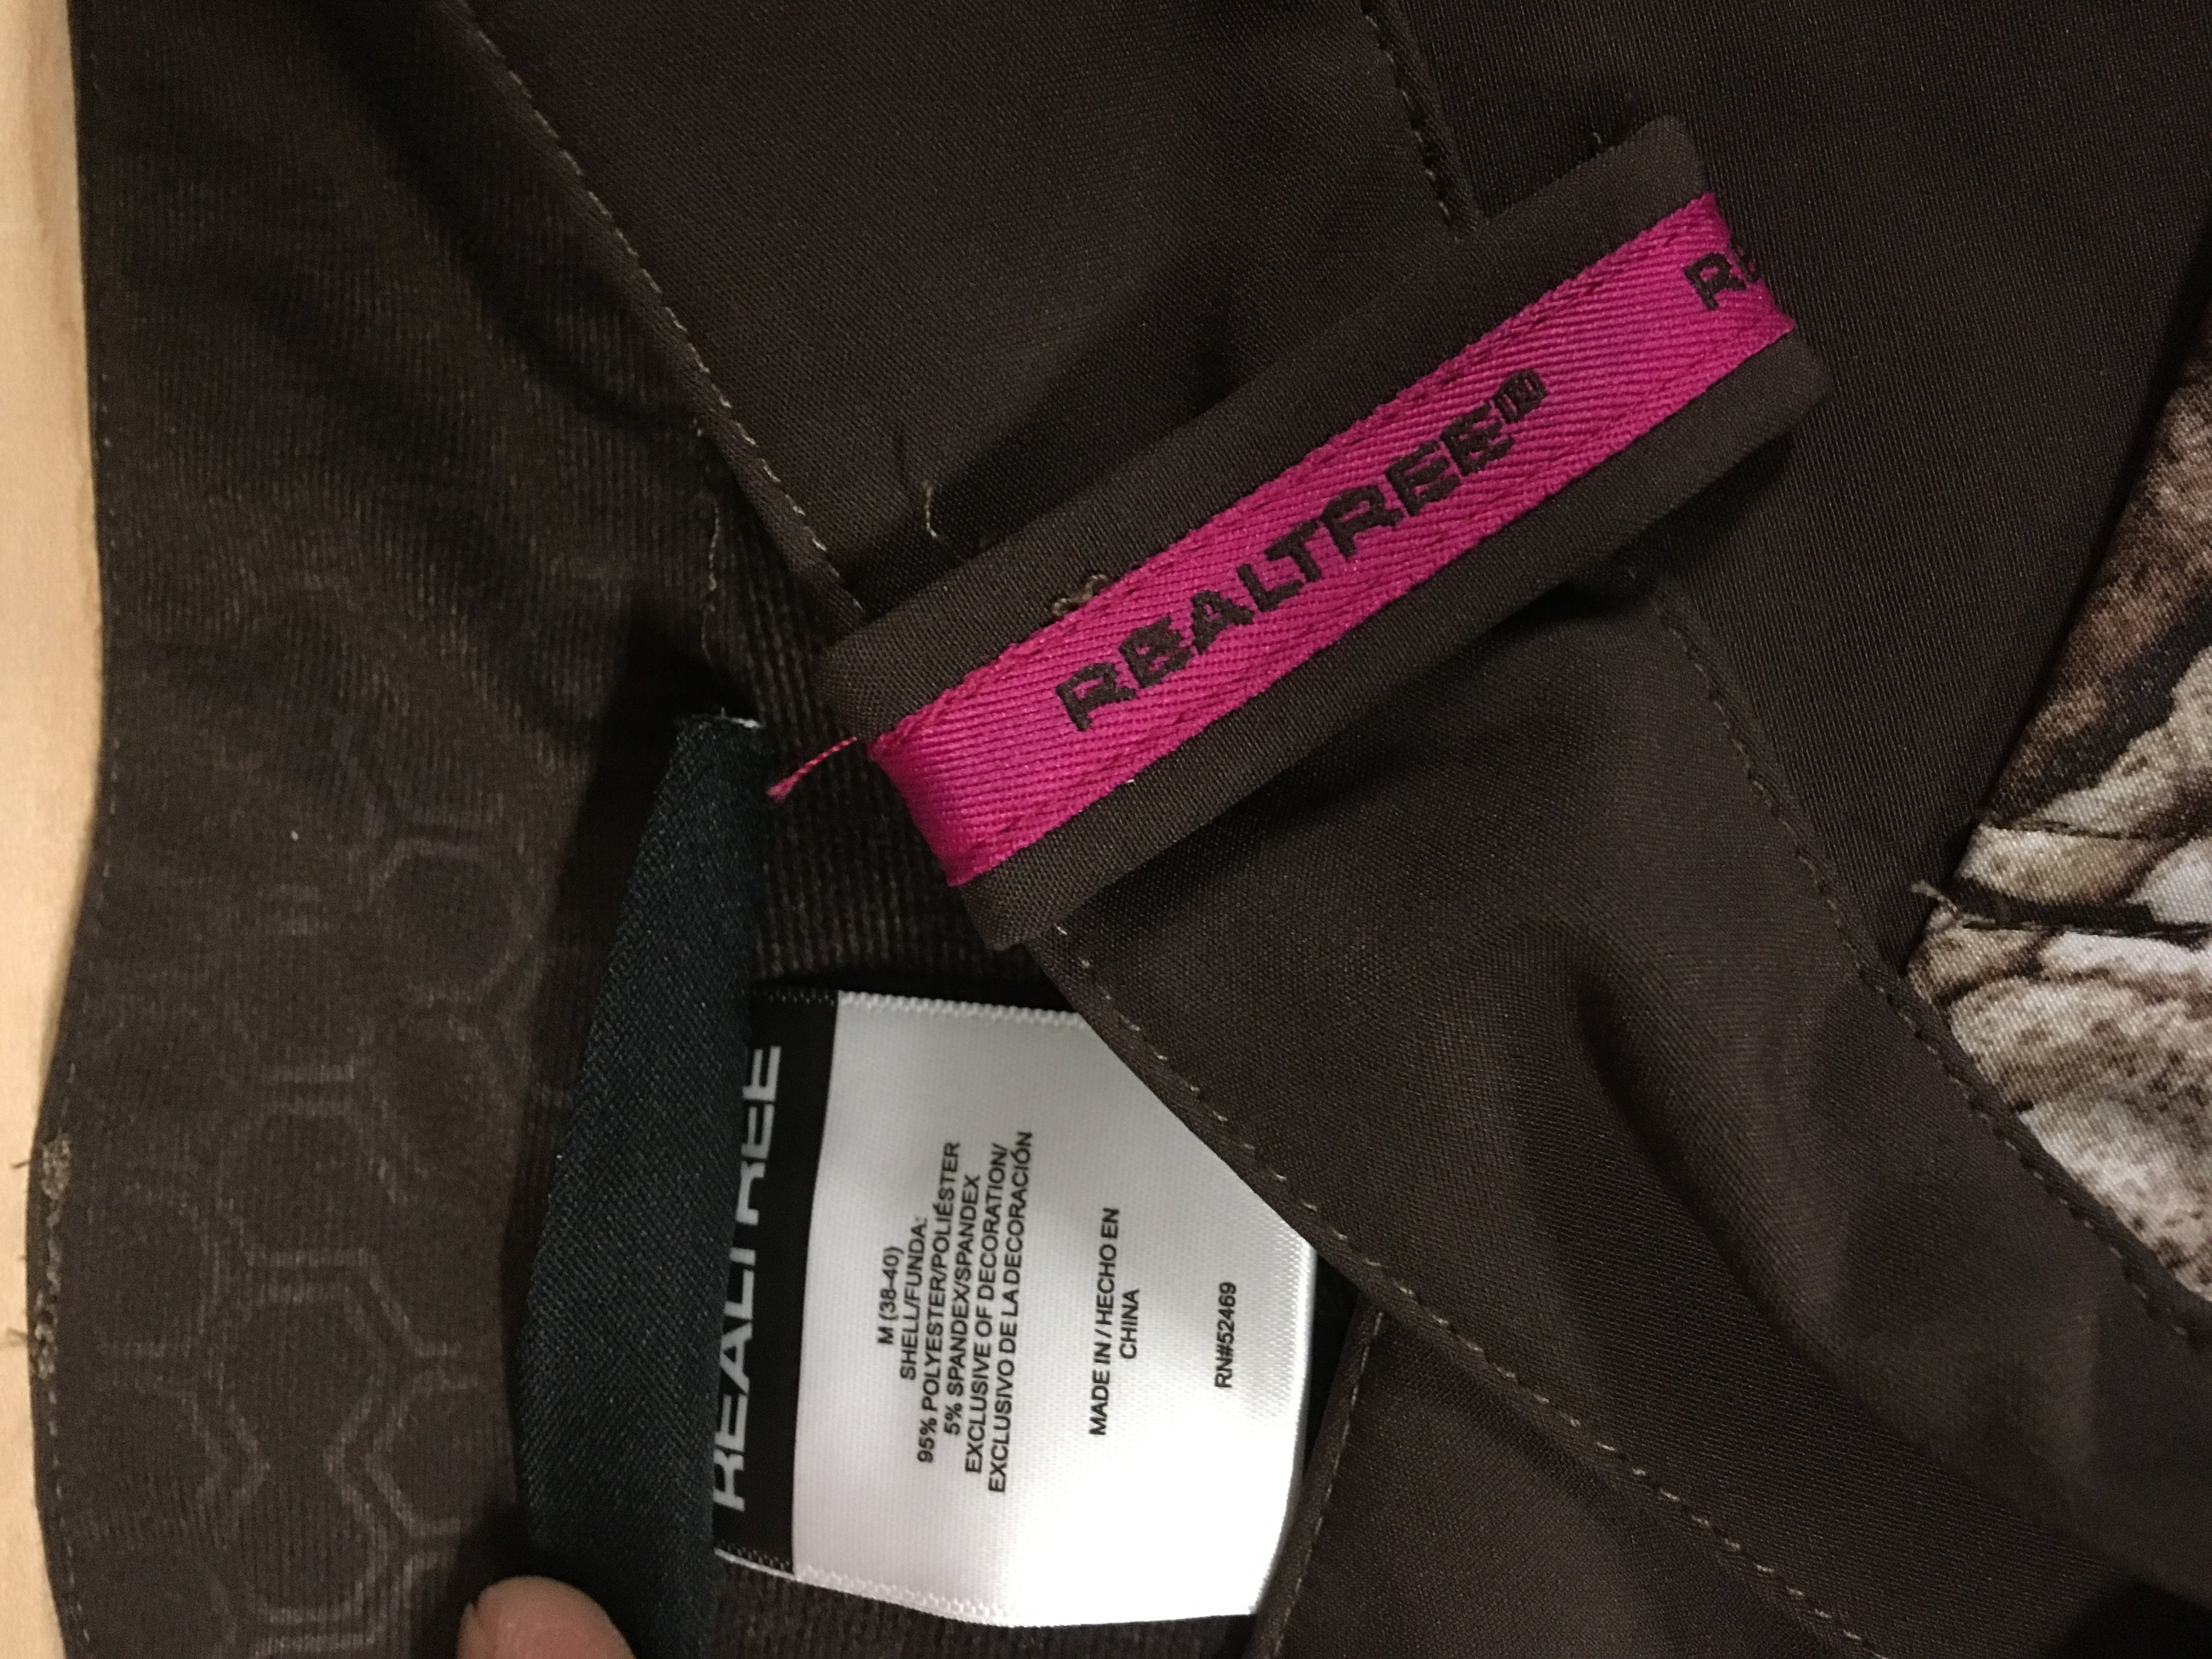 REALTREE®
REALTREE
M (38-40)
SHELL/FUNDA:
95% POLYESTER/POLIÉSTER
5% SPANDEX/SPANDEX
EXCLUSIVE OF DECORATION/
EXCLUSIVO DE LA DECORACIÓN
MADE IN / HECHO EN
CHINA
RN#52469